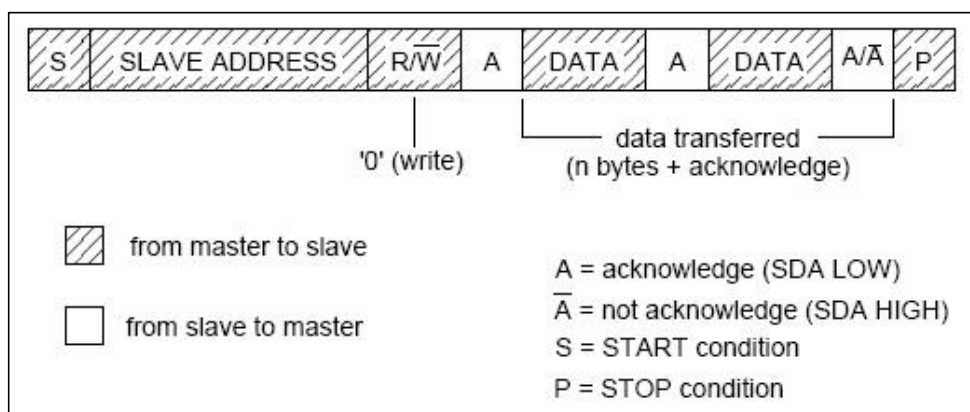 S SLAVE ADDRESS R/W̅ A DATA A DATA A/A̅ P
data transferred
'0' (write)
(n bytes + acknowledge)
from master to slave
from slave to master
A = acknowledge (SDA LOW)
A̅ = not acknowledge (SDA HIGH)
S = START condition
P = STOP condition